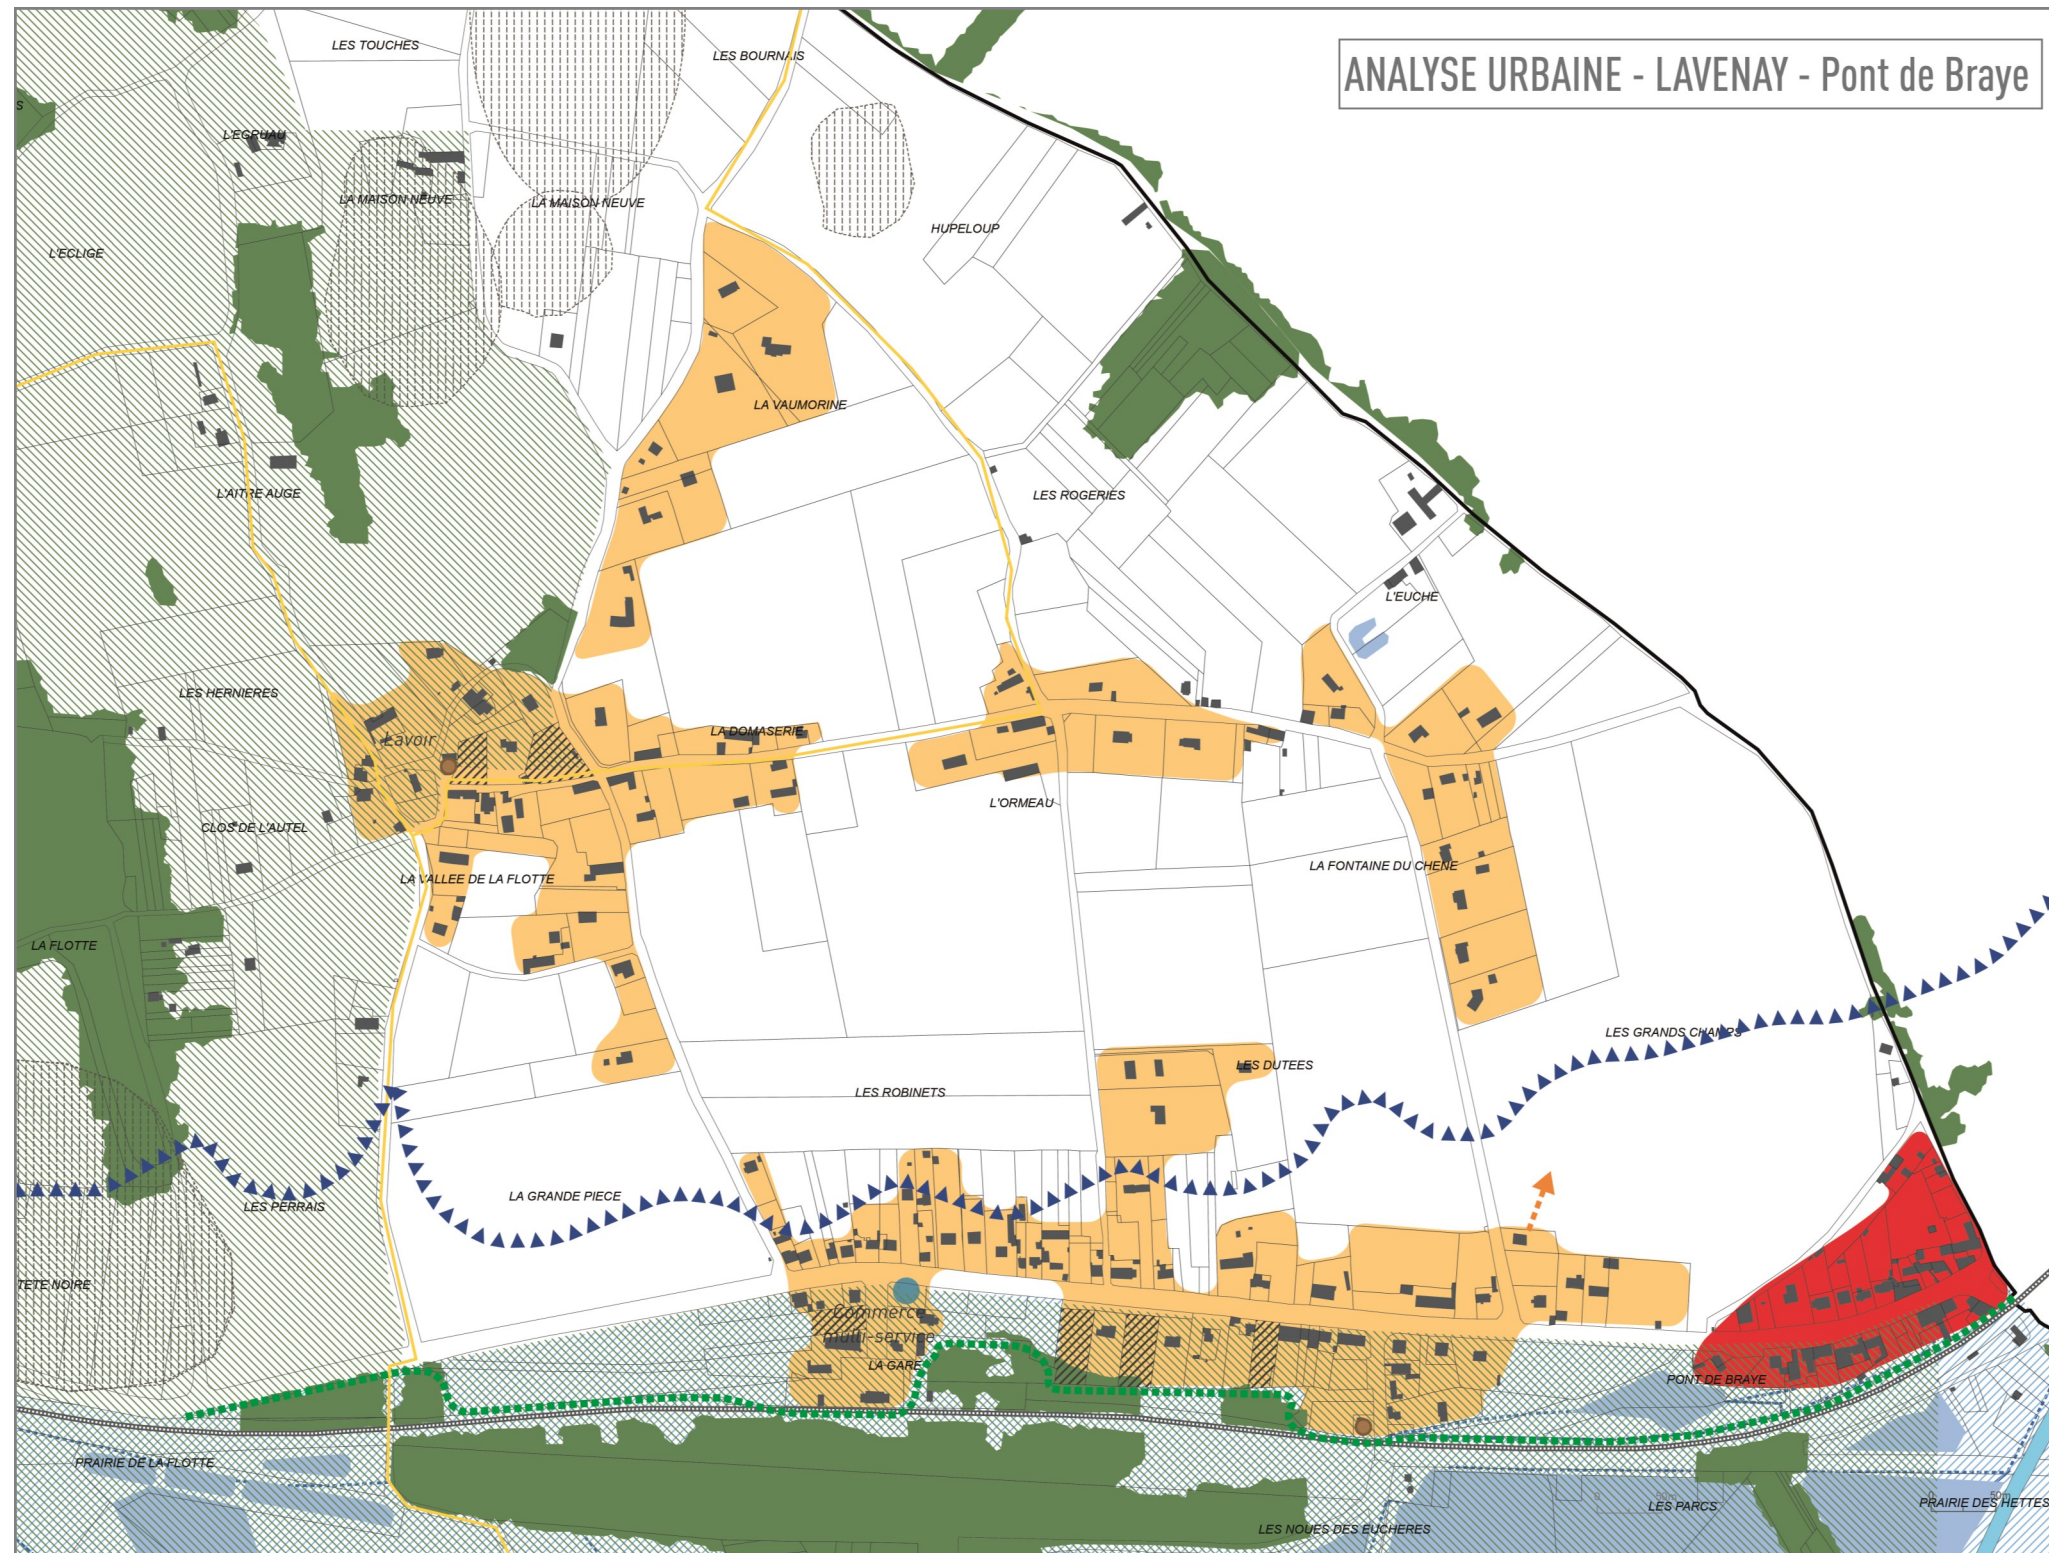 ANALYSE URBAINE - LAVENAY - Pont de Braye
LES TOUCHES
LES BOURNAIS
S
L'EGRUAU
LA MAISON NEUVE
LA MAISON NEUVE
HUPELOUP
L'ECLIGE
LA VAUMORINE
L'AITRE AUGE
LES ROGERIES
L'EUCHE
LES HERNIERES
Lavoir
LA DOMASERIE
L'ORMEAU
CLOS DE L'AUTEL
LA VALLEE DE LA FLOTTE
LA FONTAINE DU CHENE
LA FLOTTE
LES GRANDS CHAMPS
LES DUTEES
LES ROBINETS
LA GRANDE PIECE
LES PERRAIS
TETE NOIRE
Commerce
multi-service
LA GARE
PONT DE BRAYE
PRAIRIE DE LA FLOTTE
0 50m
LES PARCS
0 50m
PRAIRIE DES HETTES
LES NOUES DES EUCHERES